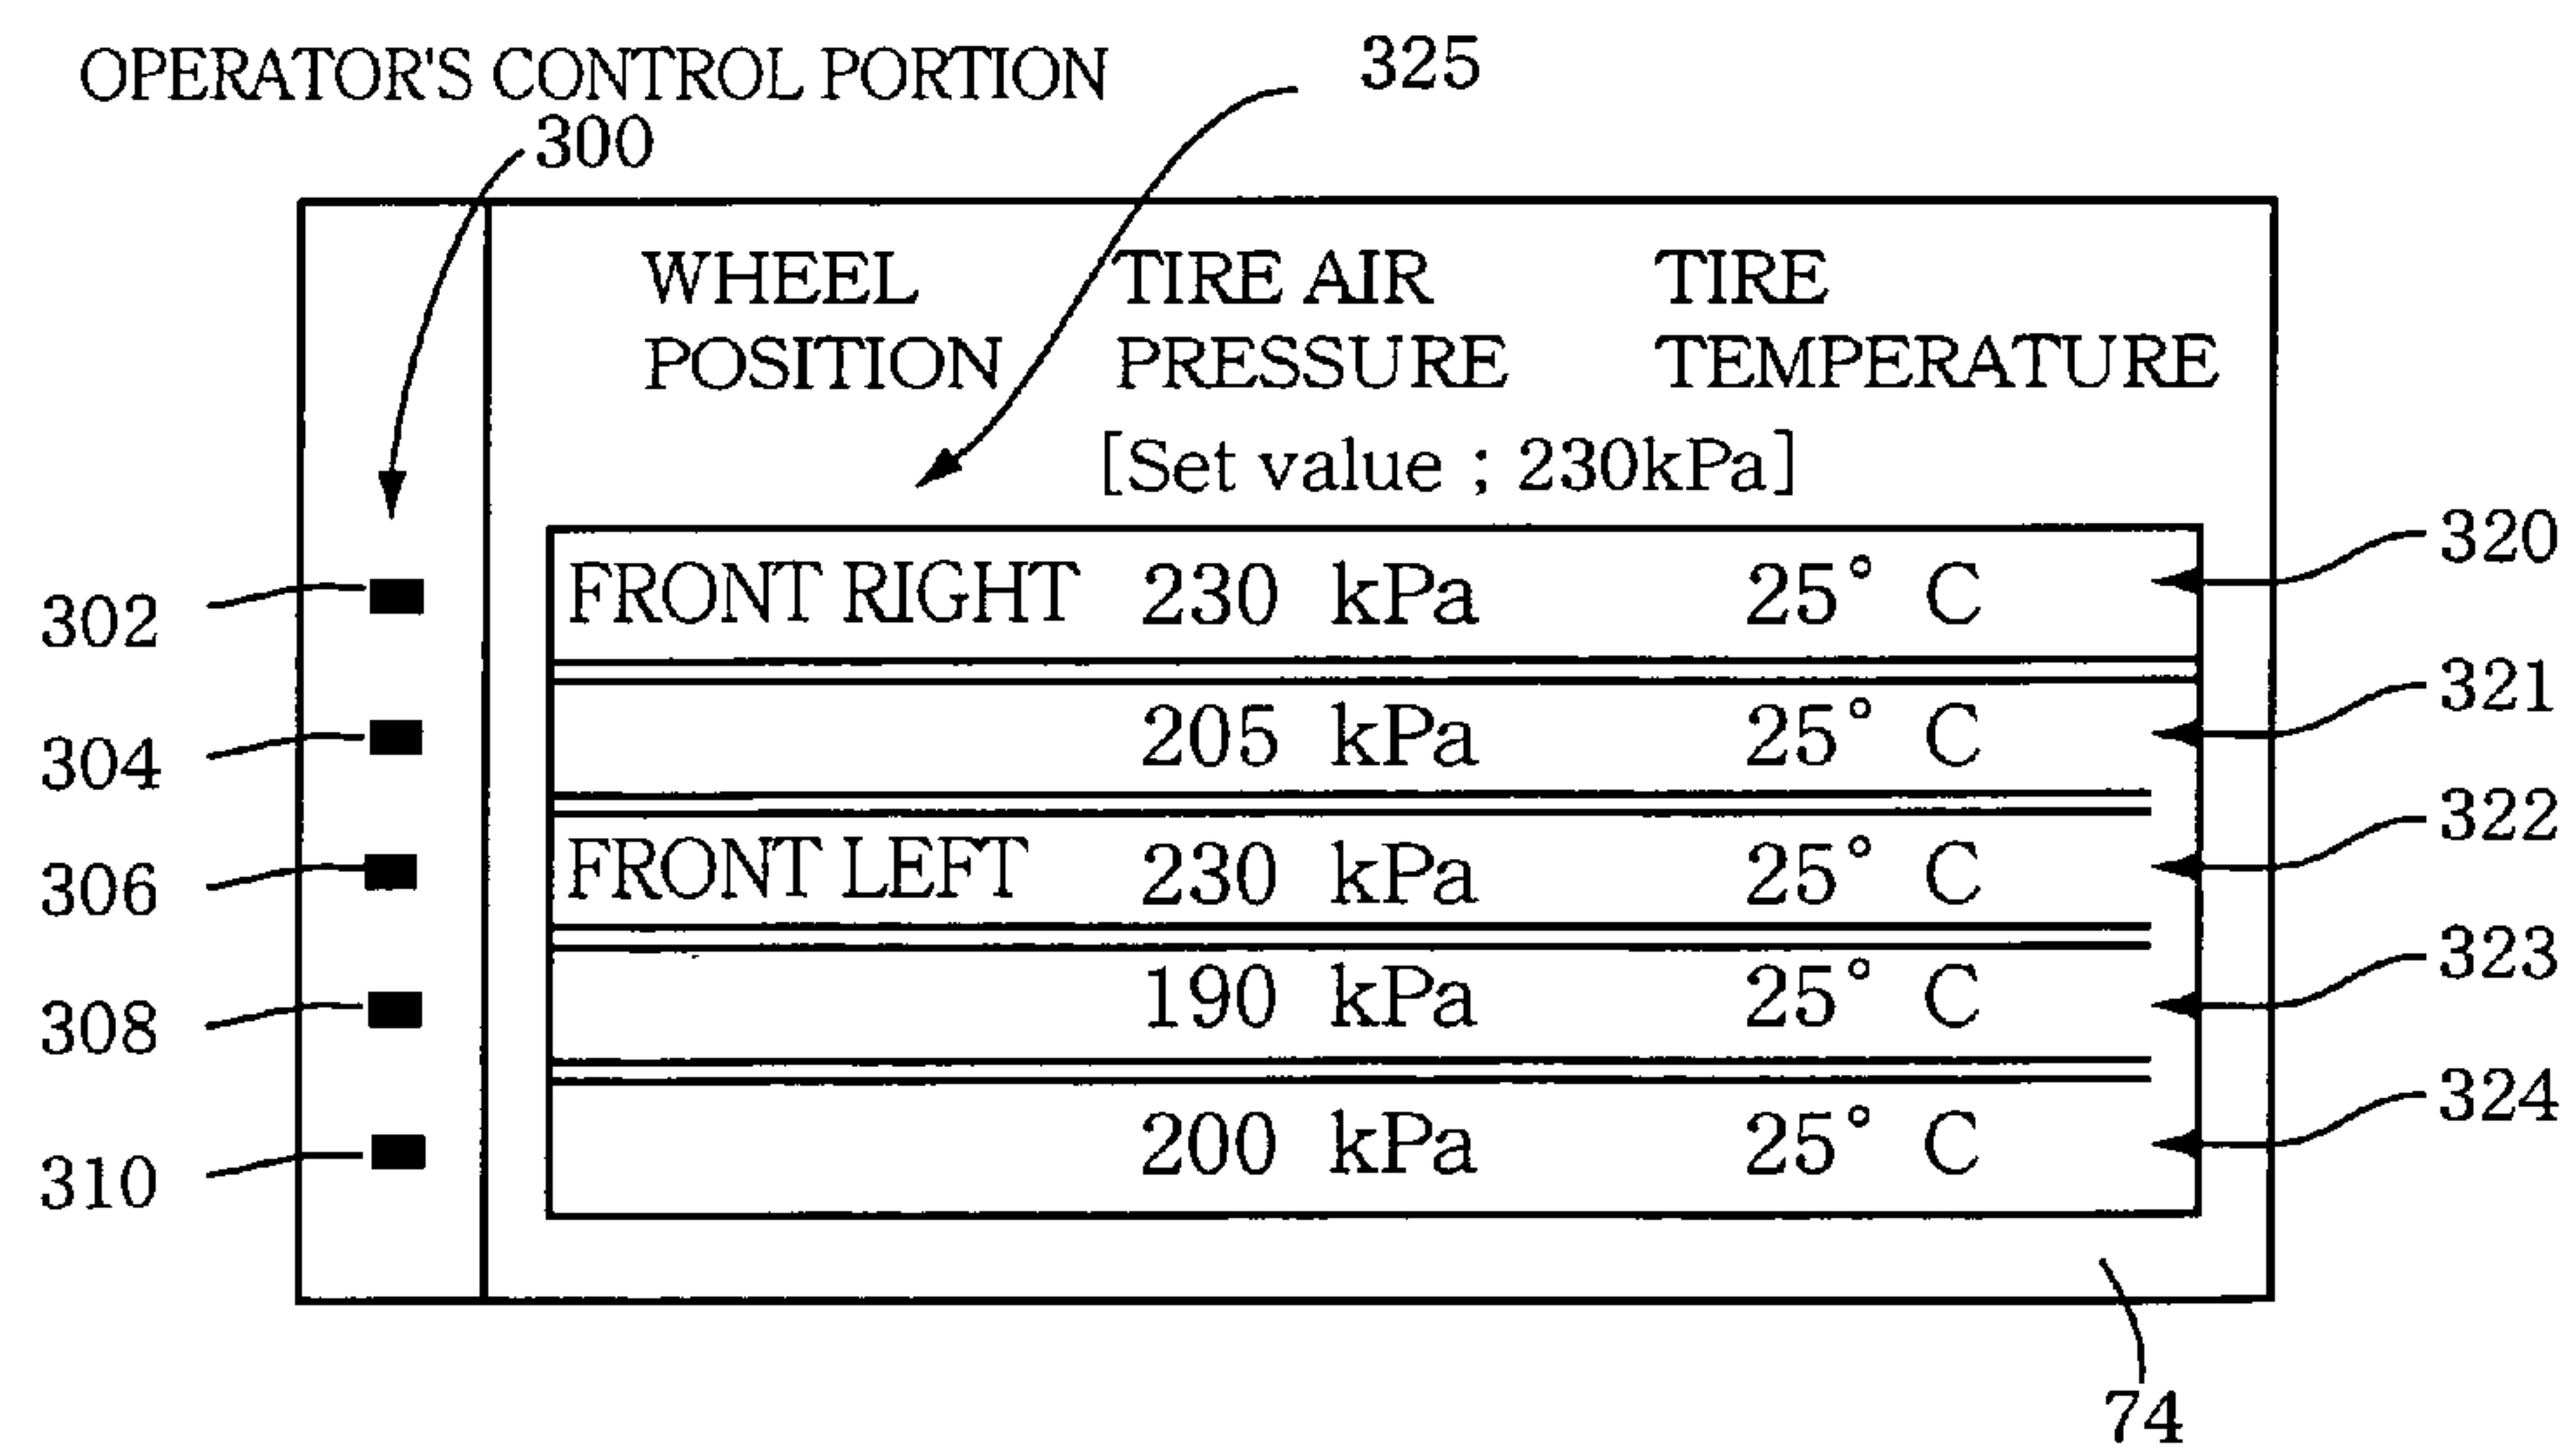 OPERATOR'S CONTROL PORTION
300
325
WHEEL POSITION
TIRE AIR PRESSURE
TIRE TEMPERATURE
[Set value ; 230kPa]
302
FRONT RIGHT 230 kPa 25° C
320
304
205 kPa 25° C
321
306
FRONT LEFT 230 kPa 25° C
322
308
190 kPa 25° C
323
310
200 kPa 25° C
324
74